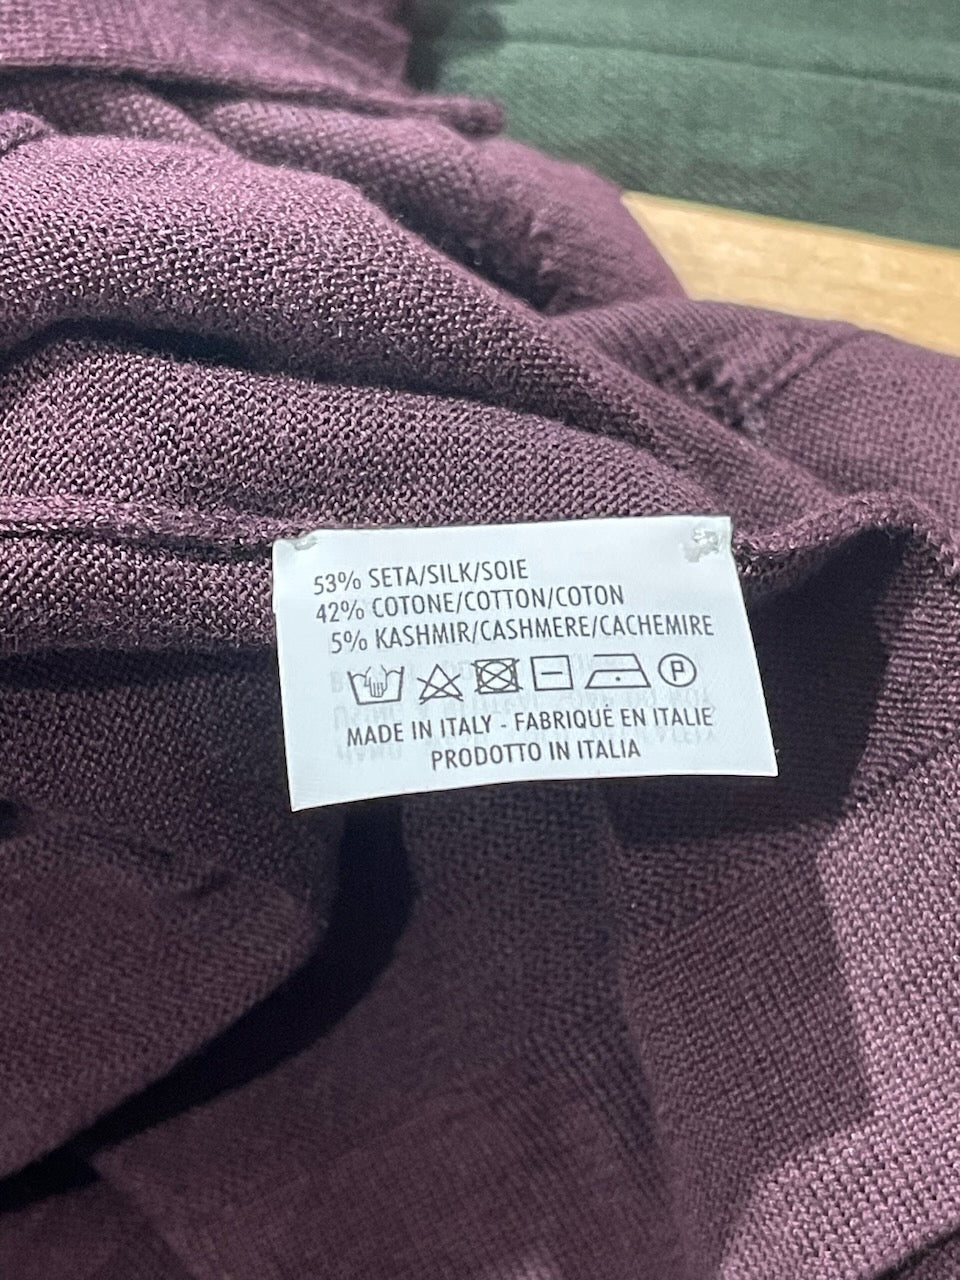 53% SETA/SILK/SOIE
42% COTONE/COTTON/COTON
5% KASHMIR/CASHMERE/CACHEMIRE
P
MADE IN ITALY - FABRIQUÉ EN ITALIE
PRODOTTO IN ITALIA